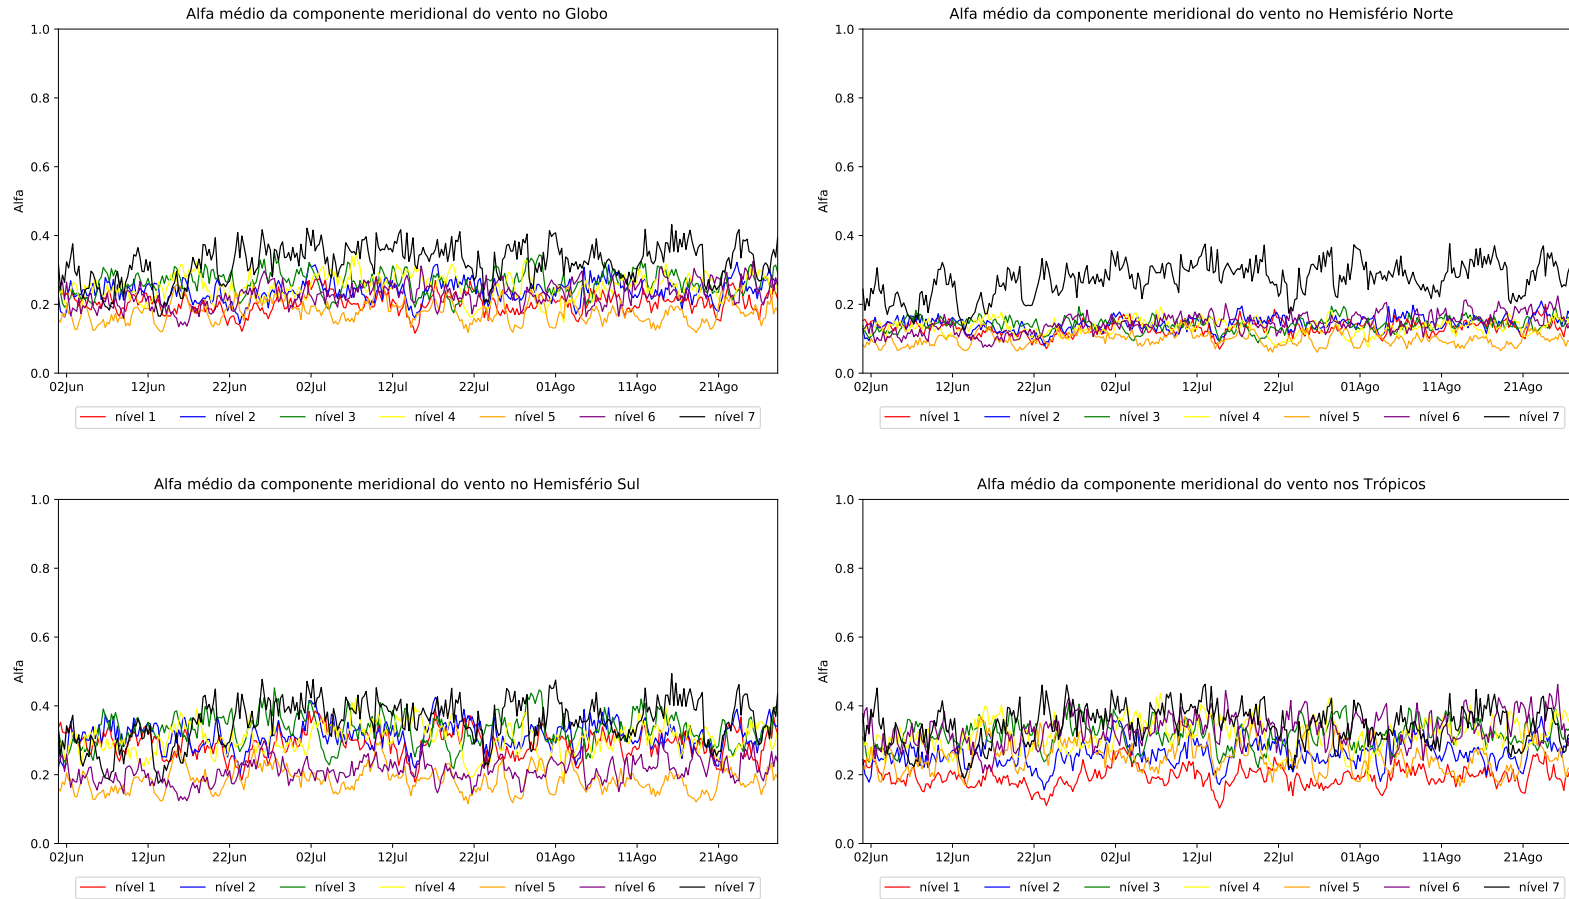 Alfa médio da componente meridional do vento no Globo
1.0
0.8
0.6
0.4
0.2
0.0
Alfa
02Jun 12Jun 22Jun 02Jul 12Jul 22Jul 01Ago 11Ago 21Ago
nível 1 nível 2 nível 3 nível 4 nível 5 nível 6 nível 7
Alfa médio da componente meridional do vento no Hemisfério Norte
1.0
0.8
0.6
0.4
0.2
0.0
Alfa
02Jun 12Jun 22Jun 02Jul 12Jul 22Jul 01Ago 11Ago 21Ago
nível 1 nível 2 nível 3 nível 4 nível 5 nível 6 nível 7
Alfa médio da componente meridional do vento no Hemisfério Sul
1.0
0.8
0.6
0.4
0.2
0.0
Alfa
02Jun 12Jun 22Jun 02Jul 12Jul 22Jul 01Ago 11Ago 21Ago
nível 1 nível 2 nível 3 nível 4 nível 5 nível 6 nível 7
Alfa médio da componente meridional do vento nos Trópicos
1.0
0.8
0.6
0.4
0.2
0.0
Alfa
02Jun 12Jun 22Jun 02Jul 12Jul 22Jul 01Ago 11Ago 21Ago
nível 1 nível 2 nível 3 nível 4 nível 5 nível 6 nível 7